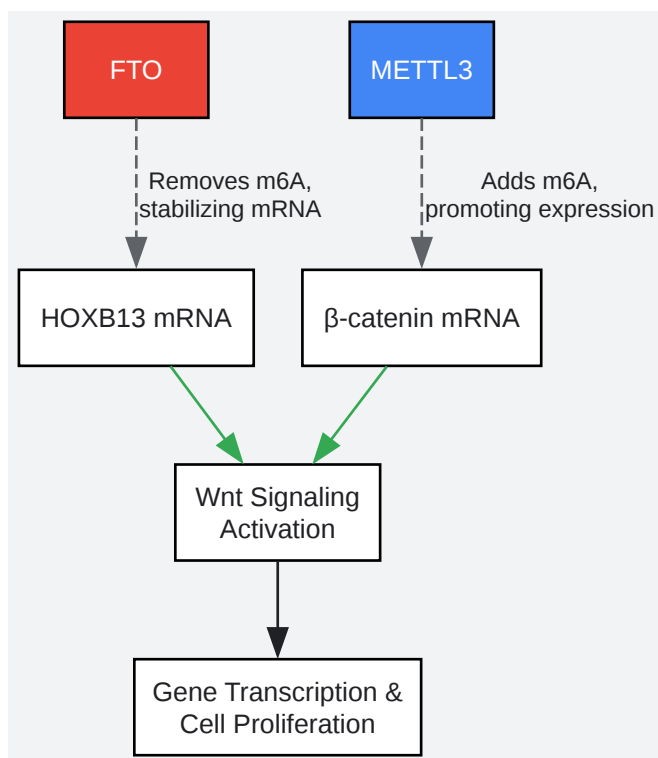 FTO
METTL3
Removes m6A,
stabilizing mRNA
Adds m6A,
promoting expression
HOXB13 mRNA
β-catenin mRNA
Wnt Signaling
Activation
Gene Transcription &
Cell Proliferation